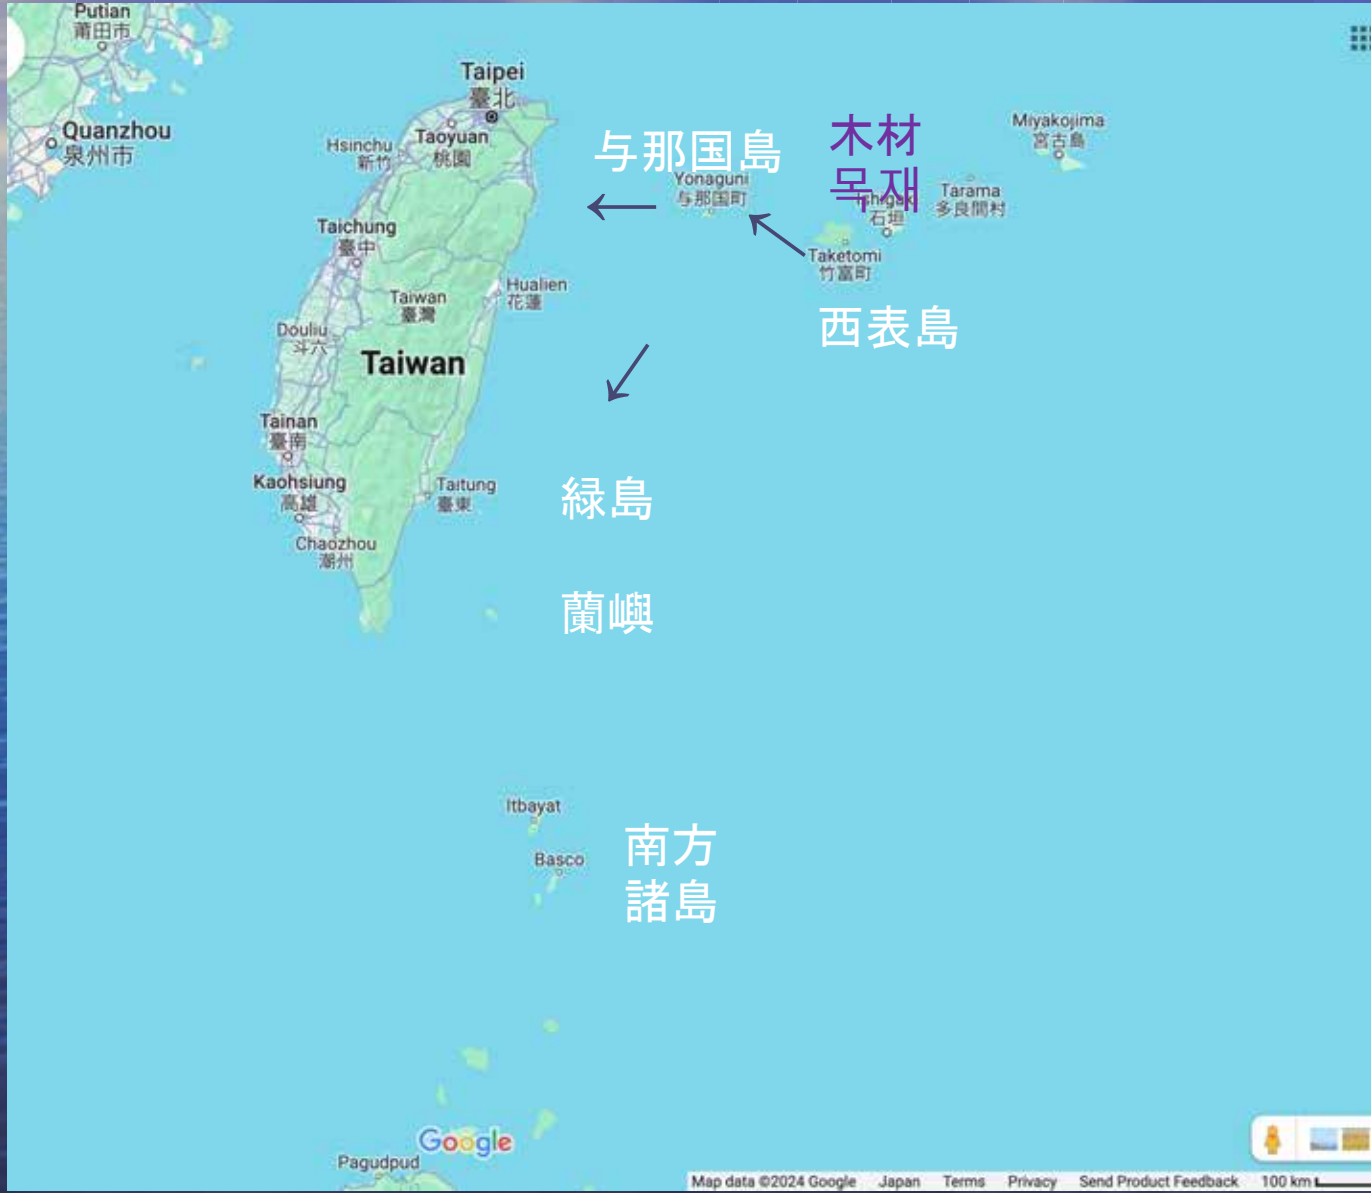 Putian
莆田市
Quanzhou
泉州市
Taipei
臺北
Hsinchu
新竹
Taoyuan
桃園
与那国島
Yonaguni
与那国町
木材
목재
Ishigaki
石垣
Miyakojima
宮古島
Tarama
多良間村
Taketomi
竹富町
西表島
Taichung
臺中
Hualien
花蓮
Taiwan
臺灣
Douliu
斗六
Taiwan
Tainan
臺南
Kaohsiung
高雄
Taitung
臺東
Chaozhou
潮州
緑島
蘭嶼
Itbayat
Basco
南方
諸島
Google
Pagudpud
Map data ©2024 Google Japan Terms Privacy Send Product Feedback 100 km